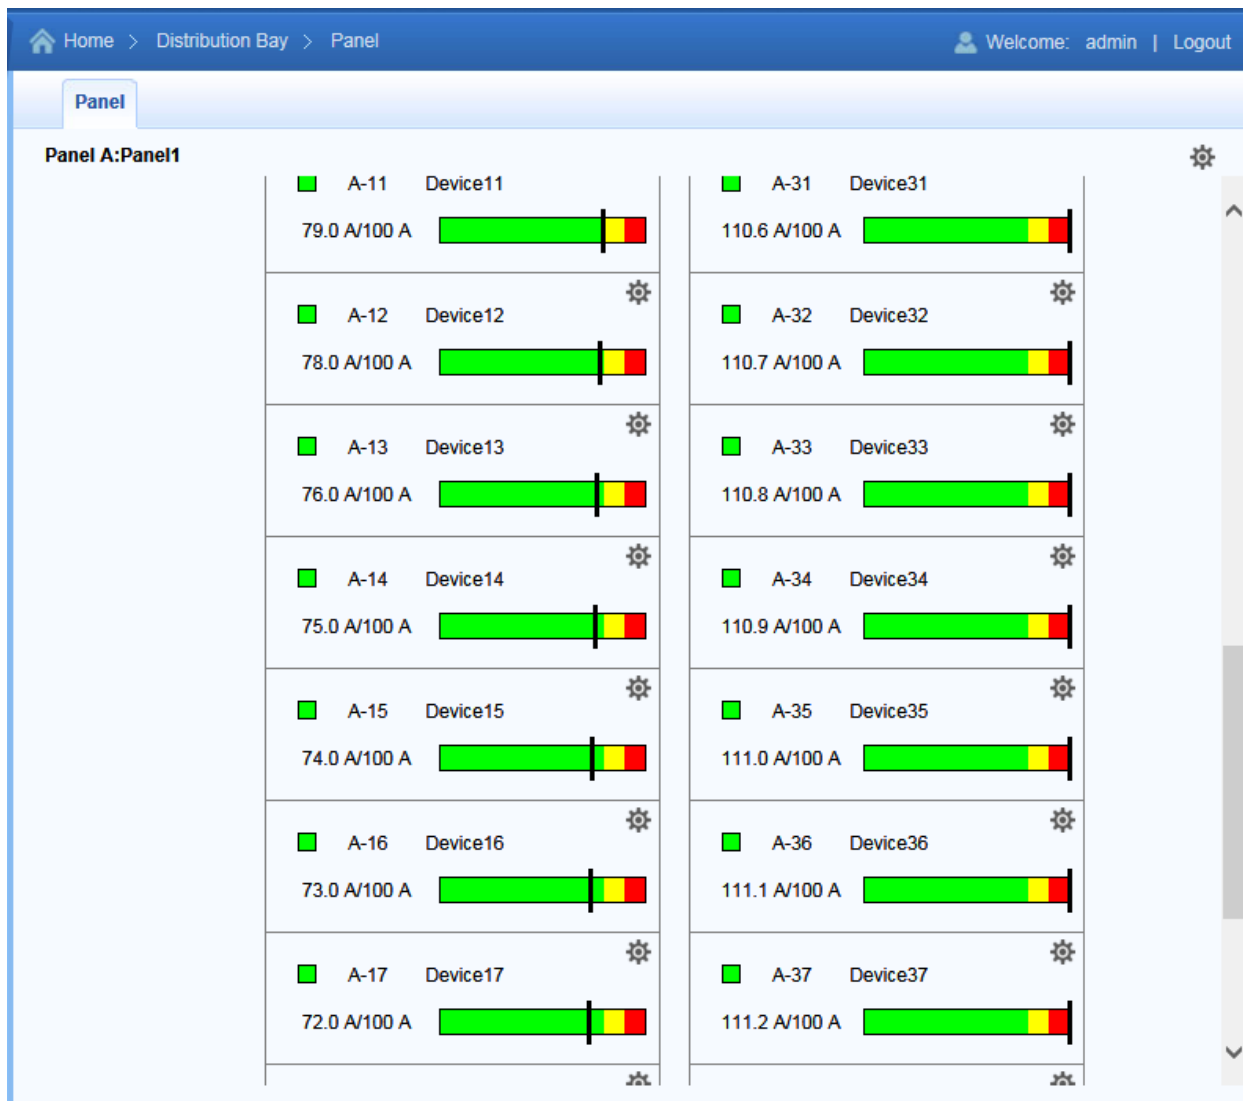 Home > Distribution Bay > Panel Welcome: admin | Logout
Panel
Panel A:Panel1
A-11 Device11
79.0 A/100 A
A-31 Device31
110.6 A/100 A
A-12 Device12
78.0 A/100 A
A-32 Device32
110.7 A/100 A
A-13 Device13
76.0 A/100 A
A-33 Device33
110.8 A/100 A
A-14 Device14
75.0 A/100 A
A-34 Device34
110.9 A/100 A
A-15 Device15
74.0 A/100 A
A-35 Device35
111.0 A/100 A
A-16 Device16
73.0 A/100 A
A-36 Device36
111.1 A/100 A
A-17 Device17
72.0 A/100 A
A-37 Device37
111.2 A/100 A